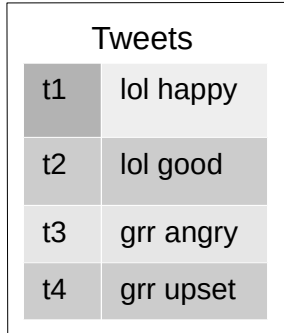 Tweets
t1 lol happy
t2 lol good
t3 grr angry
t4 grr upset